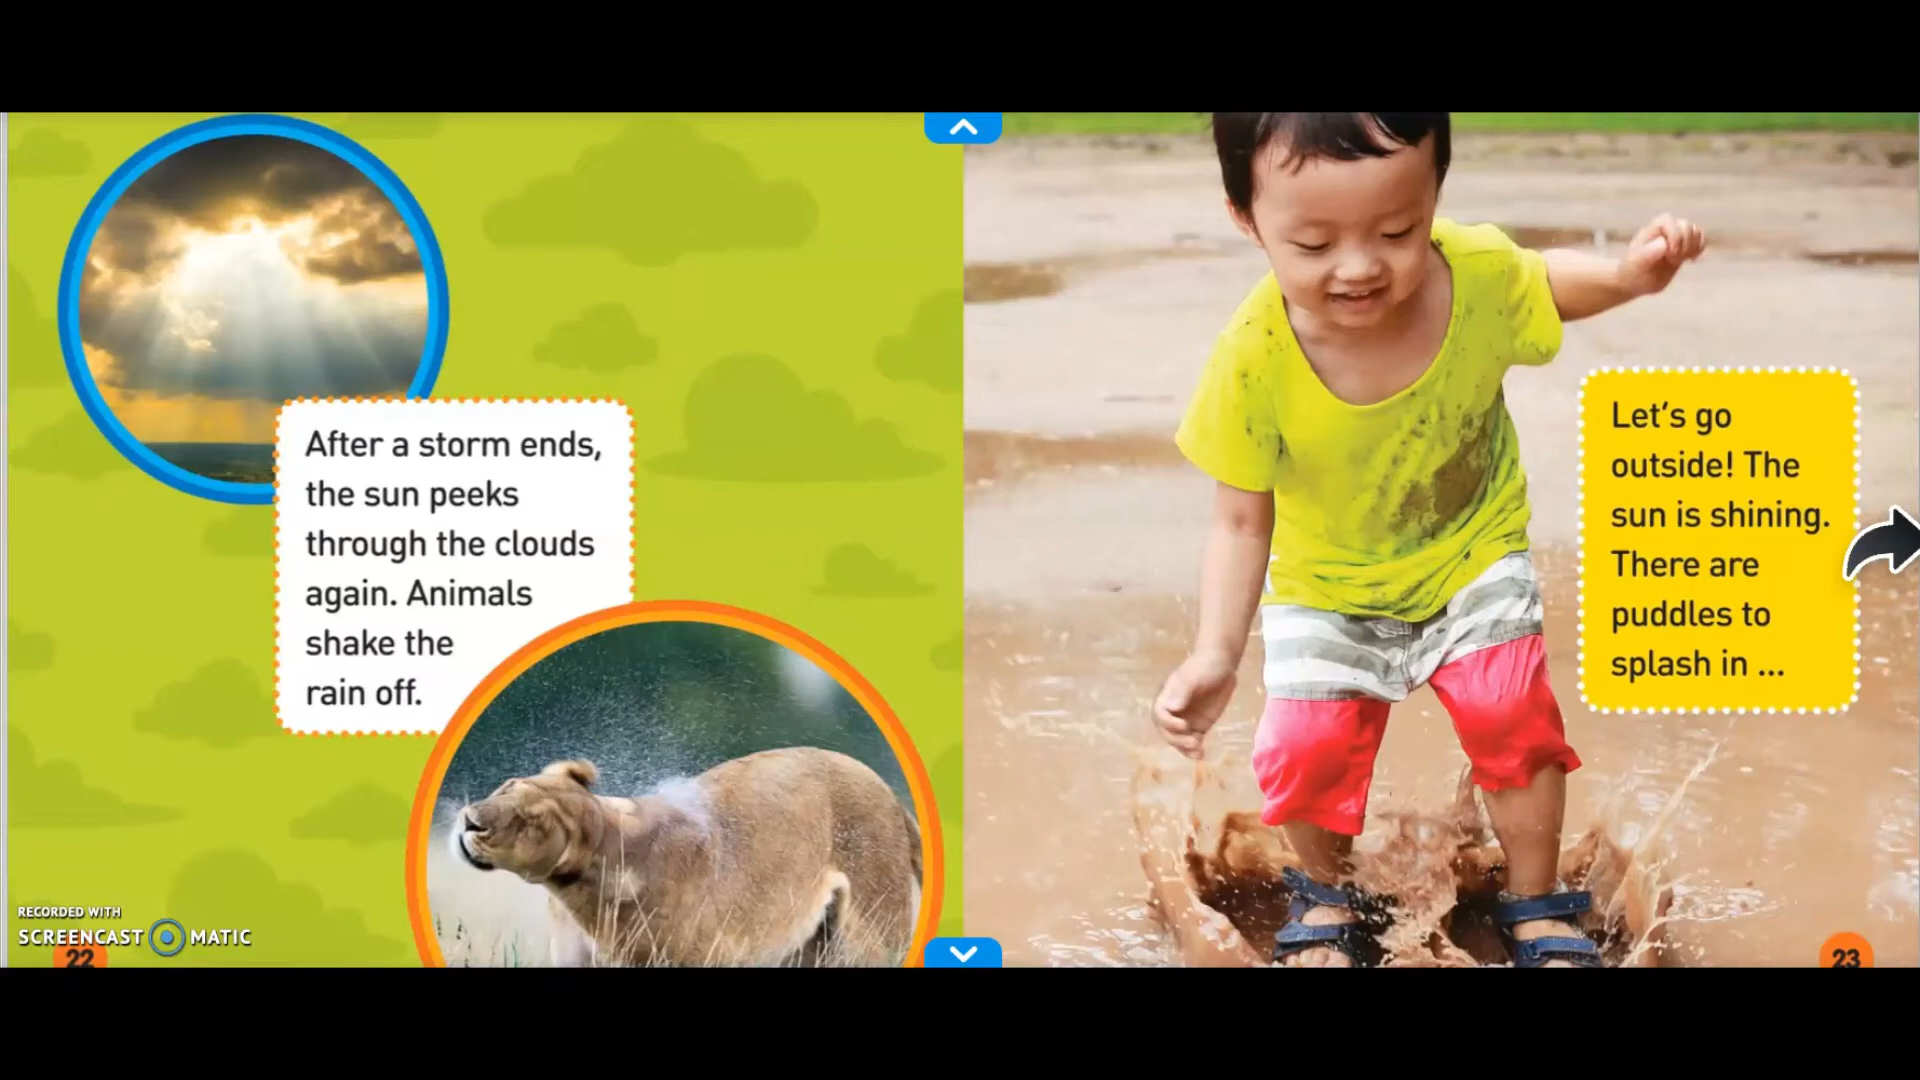 After a storm ends,
the sun peeks
through the clouds
again. Animals
shake the
rain off.
Let's go
outside! The
sun is shining.
There are
puddles to
splash in ...
RECORDED WITH
SCREENCAST MATIC
22
23